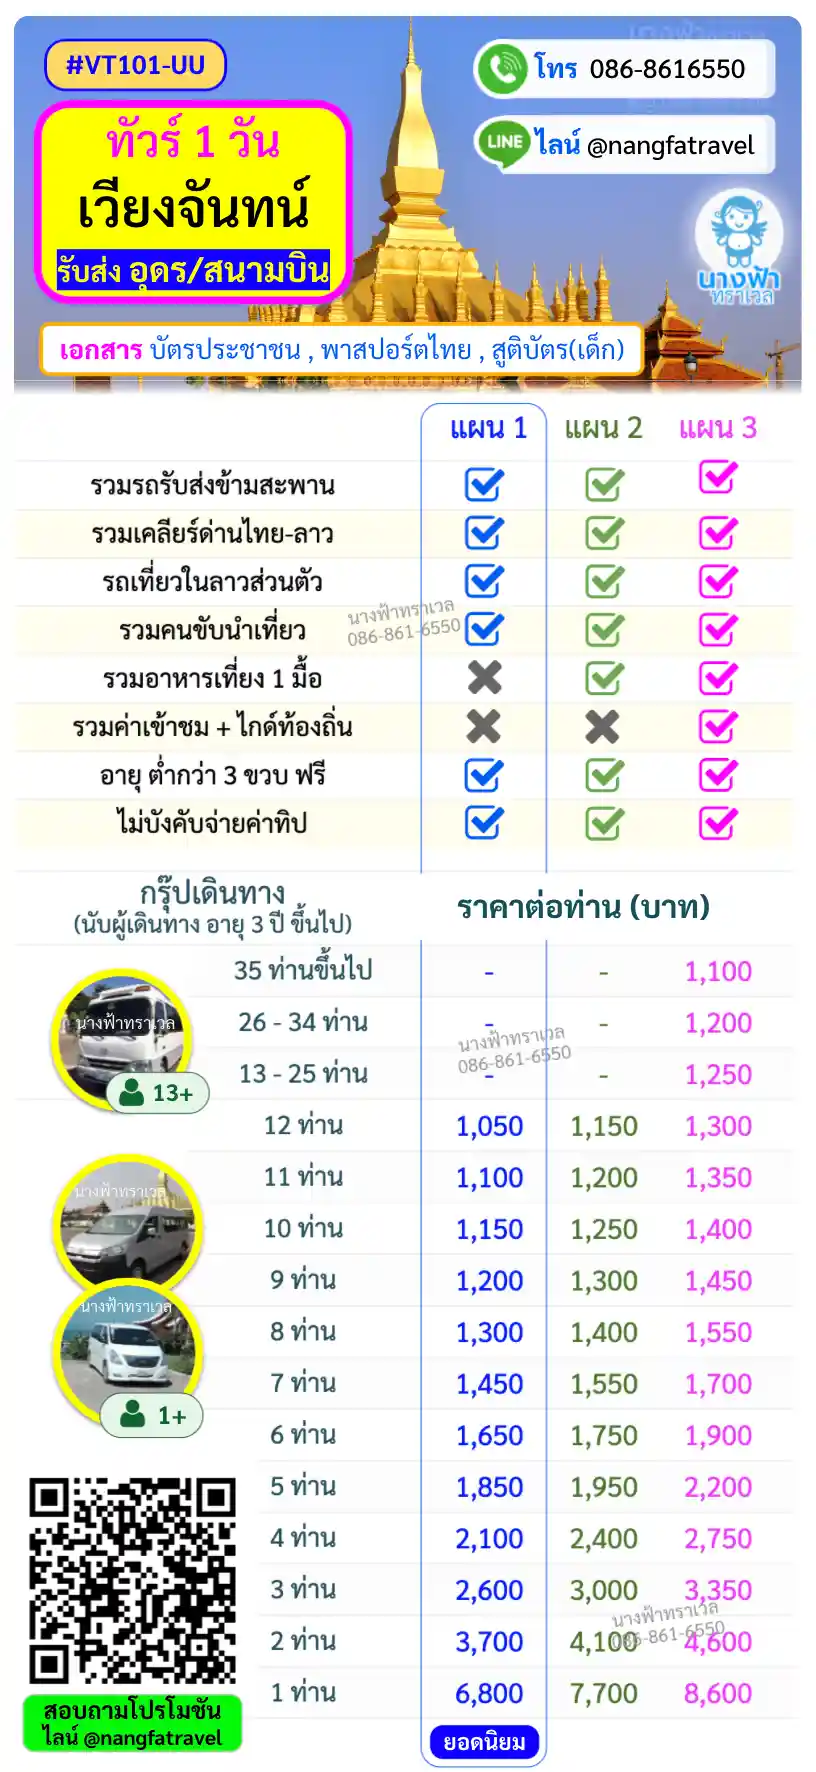 #VT101-UU
โทร 086-8616550
ทัวร์ 1 วัน
เวียงจันทน์
รับส่ง อุดร/สนามบิน
LINE ไลน์ @nangfatravel
นางฟ้า
ทราเวล
เอกสาร บัตรประชาชน , พาสปอร์ตไทย , สูติบัตร(เด็ก)
แผน 1 แผน 2 แผน 3
รวมรถรับส่งข้ามสะพาน
รวมเคลียร์ด่านไทย-ลาว
รถเที่ยวในลาวส่วนตัว
นางฟ้าทราเวล
086-861-6550
รวมคนขับนำเที่ยว
รวมอาหารเที่ยง 1 มื้อ
รวมค่าเข้าชม + ไกด์ท้องถิ่น
อายุ ต่ำกว่า 3 ขวบ ฟรี
ไม่บังคับจ่ายค่าทิป
กรุ๊ปเดินทาง
(นับผู้เดินทาง อายุ 3 ปี ขึ้นไป)
ราคาต่อท่าน (บาท)
35 ท่านขึ้นไป - - 1,100
26 - 34 ท่าน - - 1,200
นางฟ้าทราเวล
นางฟ้าทราเวล
086-861-6550
13 - 25 ท่าน - - 1,250
13+
12 ท่าน 1,050 1,150 1,300
11 ท่าน 1,100 1,200 1,350
นางฟ้าทราเวล
10 ท่าน 1,150 1,250 1,400
9 ท่าน 1,200 1,300 1,450
นางฟ้าทราเวล
8 ท่าน 1,300 1,400 1,550
7 ท่าน 1,450 1,550 1,700
1+
6 ท่าน 1,650 1,750 1,900
5 ท่าน 1,850 1,950 2,200
4 ท่าน 2,100 2,400 2,750
3 ท่าน 2,600 3,000 3,350
นางฟ้าทราเวล
086-861-6550
2 ท่าน 3,700 4,100 4,600
1 ท่าน 6,800 7,700 8,600
สอบถามโปรโมชัน
ไลน์ @nangfatravel
ยอดนิยม